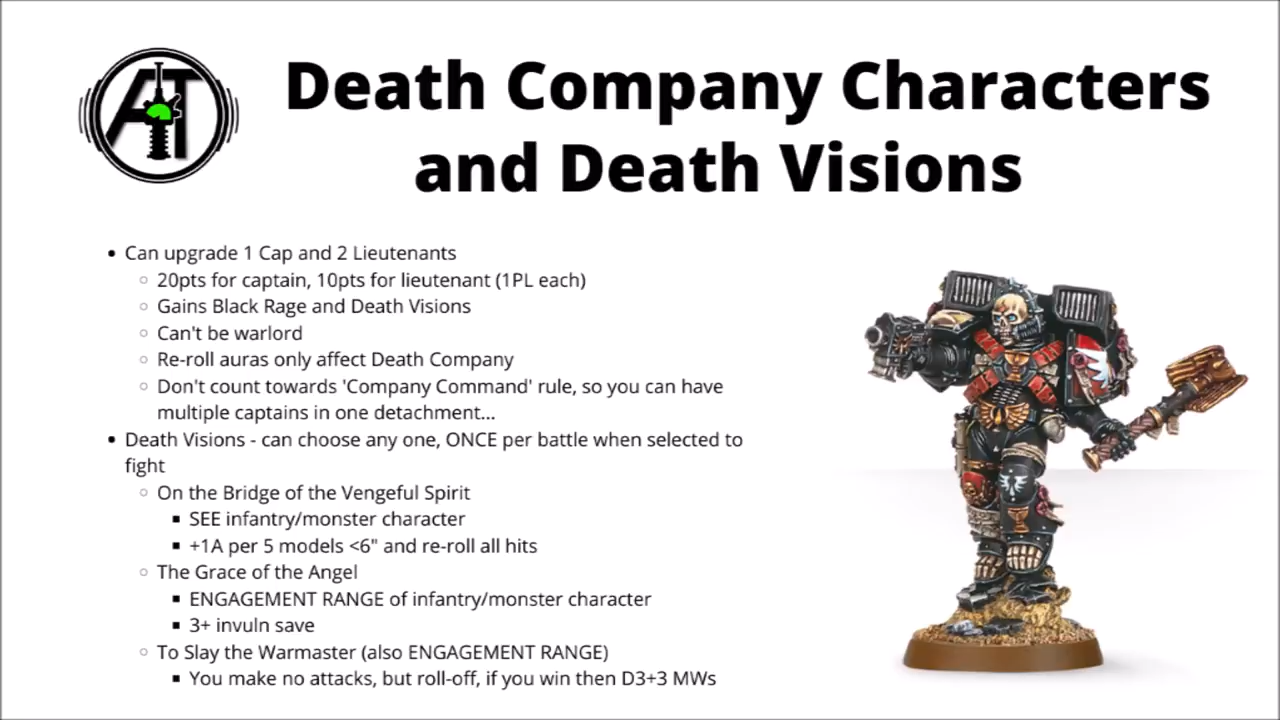 AT
Death Company Characters
and Death Visions
• Can upgrade 1 Cap and 2 Lieutenants
○ 20pts for captain, 10pts for lieutenant (1PL each)
○ Gains Black Rage and Death Visions
○ Can't be warlord
○ Re-roll auras only affect Death Company
○ Don't count towards 'Company Command' rule, so you can have
multiple captains in one detachment...
• Death Visions - can choose any one, ONCE per battle when selected to
fight
○ On the Bridge of the Vengeful Spirit
▪ SEE infantry/monster character
▪ +1A per 5 models <6" and re-roll all hits
○ The Grace of the Angel
▪ ENGAGEMENT RANGE of infantry/monster character
▪ 3+ invuln save
○ To Slay the Warmaster (also ENGAGEMENT RANGE)
▪ You make no attacks, but roll-off, if you win then D3+3 MWs